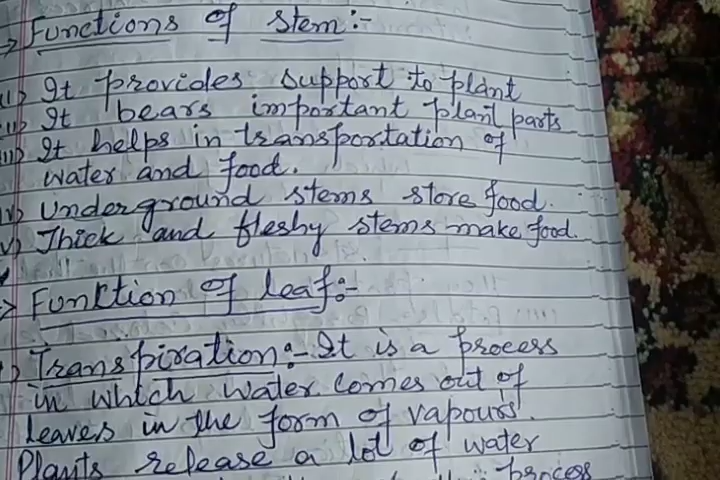 → Functions of stem:-
(i) It provides support to plant
(ii) It bears important plant parts
(iii) It helps in transportation of
water and food.
(iv) Underground stems store food.
(v) Thick and fleshy stems make food.
→ Function of leaf:-
Transpiration:- It is a process
in which water comes out of
leaves in the form of vapours.
Plants release a lot of water
process